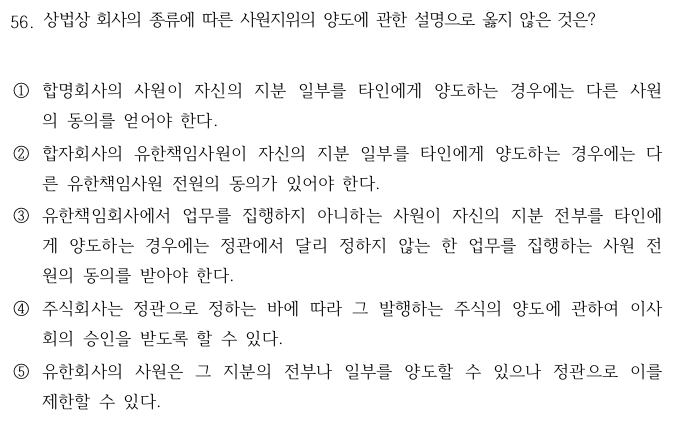 56. 상법상 회사의 종류에 따른 사원지위의 양도에 관한 설명으로 옳지 않은 것은?
① 합명회사의 사원이 자신의 지분 일부를 타인에게 양도하는 경우에는 다른 사원
의 동의를 얻어야 한다.
② 합자회사의 유한책임사원이 자신의 지분 일부를 타인에게 양도하는 경우에는 다
른 유한책임사원 전원의 동의가 있어야 한다.
③ 유한책임회사에서 업무를 집행하지 아니하는 사원이 자신의 지분 전부를 타인에
게 양도하는 경우에는 정관에서 달리 정하지 않는 한 업무를 집행하는 사원 전
원의 동의를 받아야 한다.
④ 주식회사는 정관으로 정하는 바에 따라 그 발행하는 주식의 양도에 관하여 이사
회의 승인을 받도록 할 수 있다.
⑤ 유한회사의 사원은 그 지분의 전부나 일부를 양도할 수 있으나 정관으로 이를
제한할 수 있다.